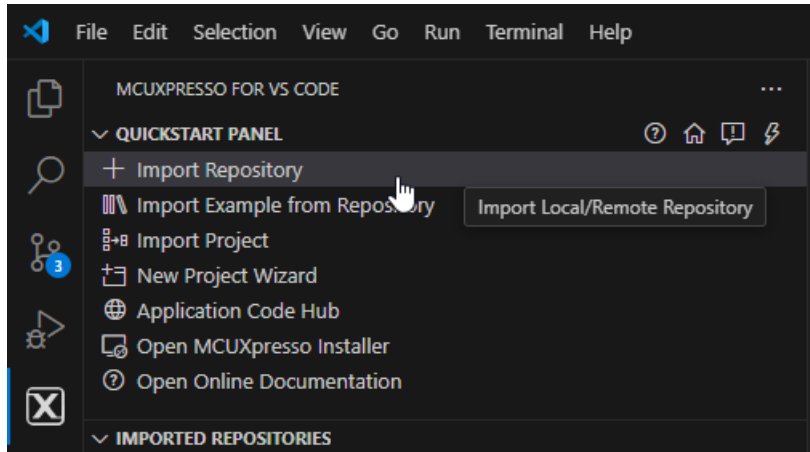 File Edit Selection View Go Run Terminal Help
MCUXPRESSO FOR VS CODE
QUICKSTART PANEL
Import Repository
Import Example from Repository
Import Local/Remote Repository
Import Project
New Project Wizard
Application Code Hub
Open MCUXpresso Installer
Open Online Documentation
3
IMPORTED REPOSITORIES